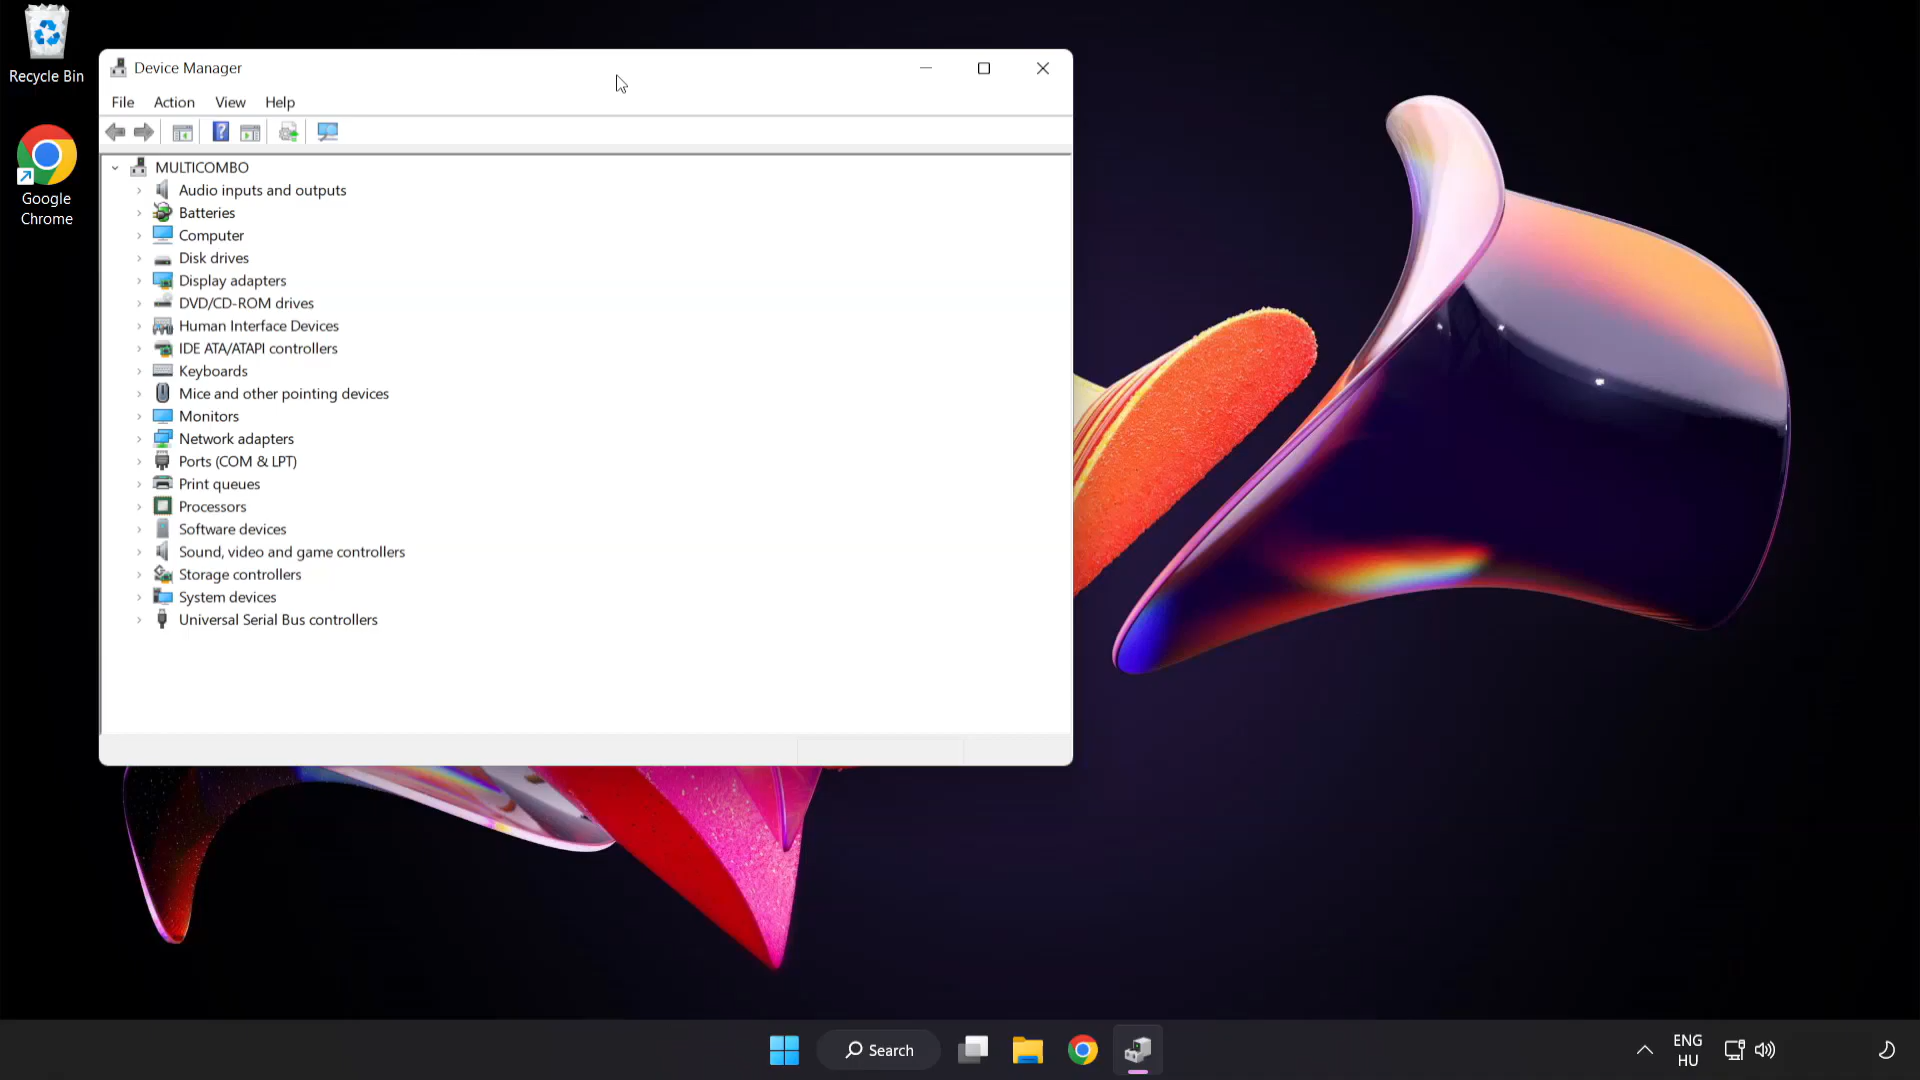 Recycle Bin
Google
Chrome
Device Manager
File Action View Help
MULTICOMBO
Audio inputs and outputs
Batteries
Computer
Disk drives
Display adapters
DVD/CD-ROM drives
Human Interface Devices
IDE ATA/ATAPI controllers
Keyboards
Mice and other pointing devices
Monitors
Network adapters
Ports (COM & LPT)
Print queues
Processors
Software devices
Sound, video and game controllers
Storage controllers
System devices
Universal Serial Bus controllers
Search
ENG
HU